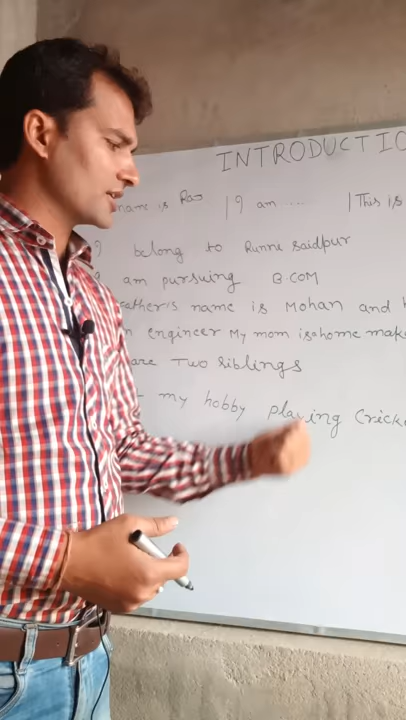 INTRODUCTIO
name is Rao | I am .... | This is
I belong to Runni saidpur
am pursuing B.COM
father's name is Mohan and h
n engineer My mom is a home make
are Two siblings
my hobby playing Cricke